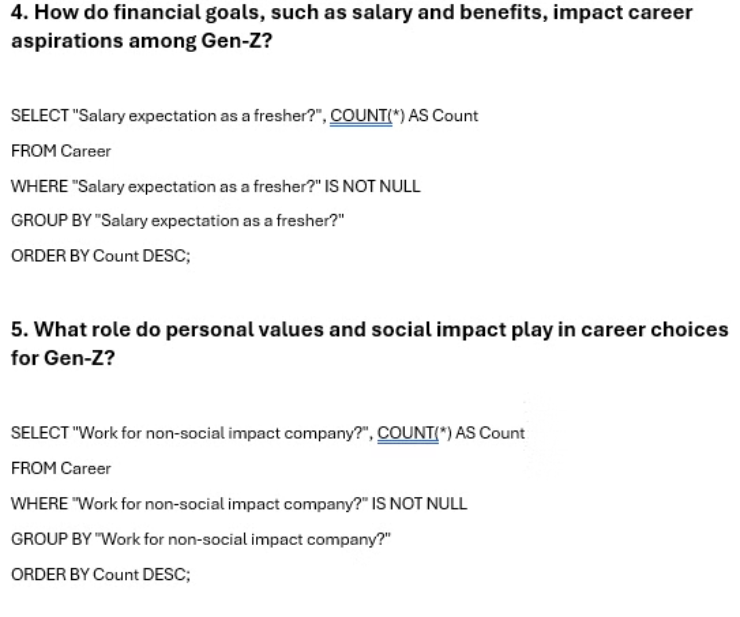 4. How do financial goals, such as salary and benefits, impact career
aspirations among Gen-Z?
SELECT "Salary expectation as a fresher?", COUNT(*) AS Count
FROM Career
WHERE "Salary expectation as a fresher?" IS NOT NULL
GROUP BY "Salary expectation as a fresher?"
ORDER BY Count DESC;
5. What role do personal values and social impact play in career choices
for Gen-Z?
SELECT "Work for non-social impact company?", COUNT(*) AS Count
FROM Career
WHERE "Work for non-social impact company?" IS NOT NULL
GROUP BY "Work for non-social impact company?"
ORDER BY Count DESC;